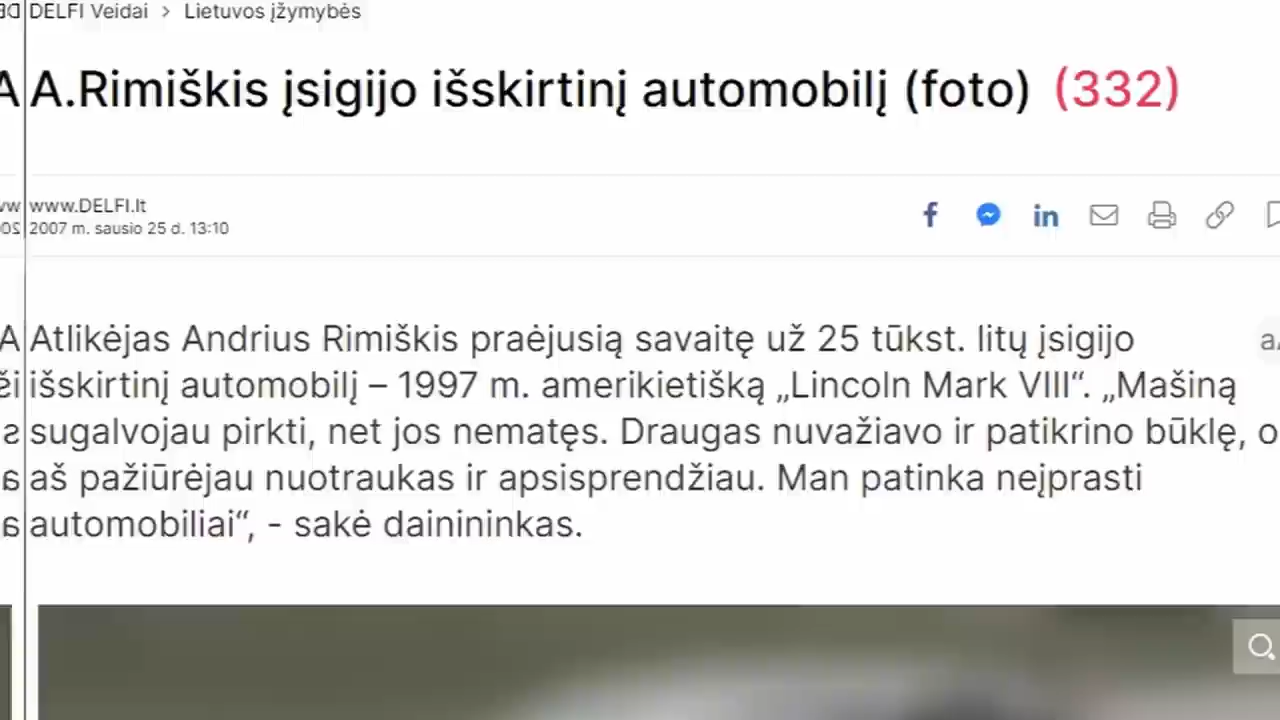 DELFI Veidai > Lietuvos įžymybės
A.Rimiškis įsigijo išskirtinį automobilį (foto) (332)
www.DELFI.lt
2007 m. sausio 25 d. 13:10
Atlikėjas Andrius Rimiškis praėjusią savaitę už 25 tūkst. litų įsigijo
išskirtinį automobilį – 1997 m. amerikietišką „Lincoln Mark VIII“. „Mašiną
sugalvojau pirkti, net jos nematęs. Draugas nuvažiavo ir patikrino būklę, o
aš pažiūrėjau nuotraukas ir apsisprendžiau. Man patinka neįprasti
automobiliai“, - sakė dainininkas.